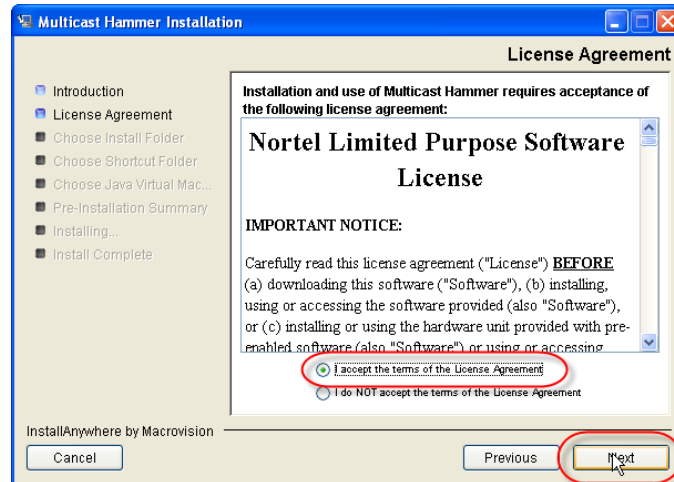 Multicast Hammer Installation
License Agreement
Introduction
License Agreement
Choose Install Folder
Choose Shortcut Folder
Choose Java Virtual Mac...
Pre-Installation Summary
Installing...
Install Complete
Installation and use of Multicast Hammer requires acceptance of
the following license agreement:
Nortel Limited Purpose Software
License
IMPORTANT NOTICE:
Carefully read this license agreement ("License") BEFORE
(a) downloading this software ("Software"), (b) installing,
using or accessing the software provided (also "Software"),
or (c) installing or using the hardware unit provided with pre-
enabled software (also "Software") or using or accessing
I accept the terms of the License Agreement
I do NOT accept the terms of the License Agreement
InstallAnywhere by Macrovision
Cancel
Previous
Next